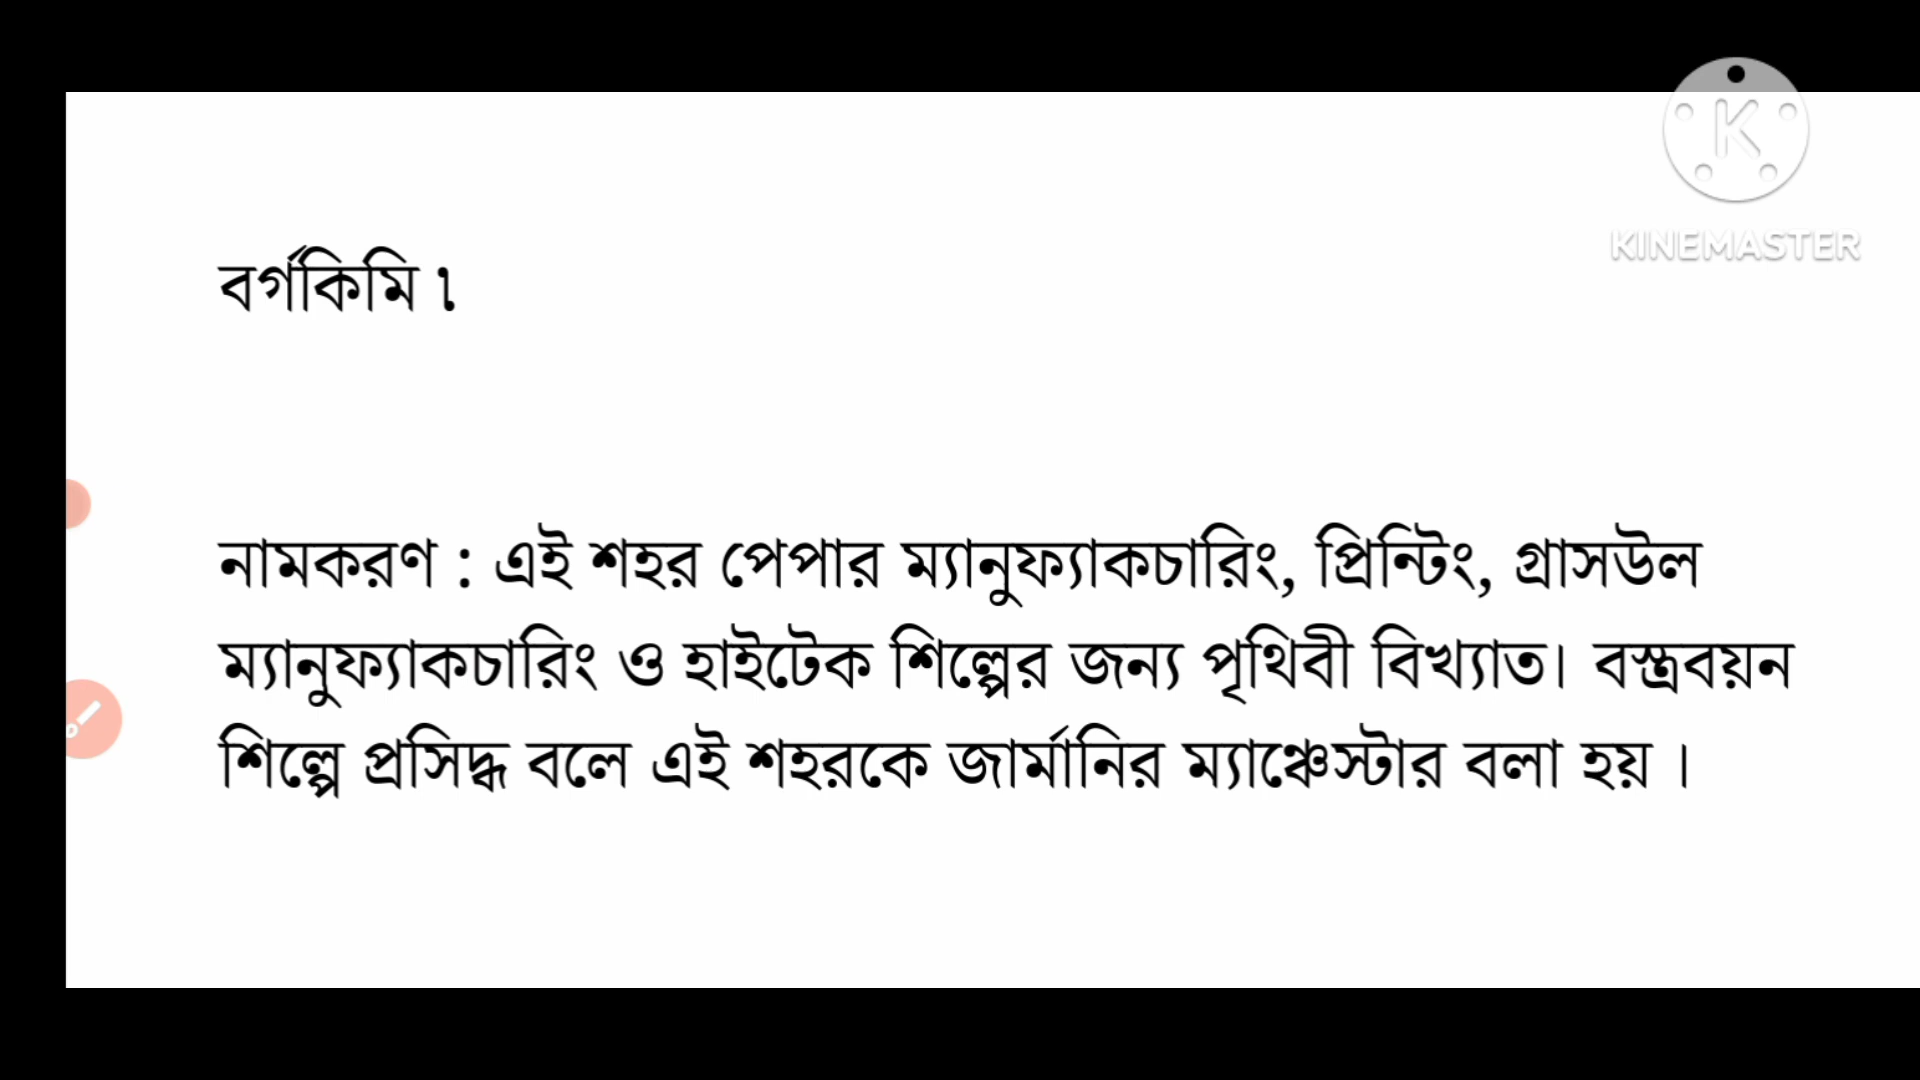 KINEMASTER
বর্গকিমি ৷
নামকরণ : এই শহর পেপার ম্যানুফ্যাকচারিং, প্রিন্টিং, গ্রাসউল
ম্যানুফ্যাকচারিং ও হাইটেক শিল্পের জন্য পৃথিবী বিখ্যাত। বস্ত্রবয়ন
শিল্পে প্রসিদ্ধ বলে এই শহরকে জার্মানির ম্যাঞ্চেস্টার বলা হয় ।